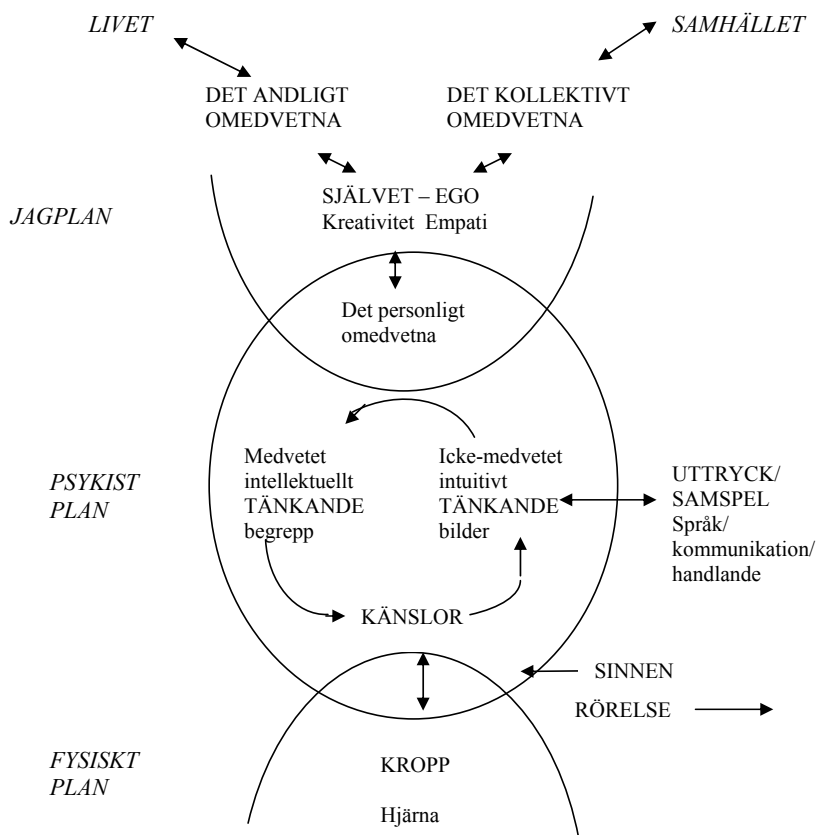 LIVET
SAMHÄLLET
DET ANDLIGT
OMEDVETNA
DET KOLLEKTIVT
OMEDVETNA
JAGPLAN
SJÄLVET – EGO
Kreativitet Empati
Det personligt
omedvetna
PSYKIST
PLAN
Medvetet
intellektuellt
TÄNKANDE
begrepp
Icke-medvetet
intuitivt
TÄNKANDE
bilder
UTTRYCK/
SAMSPEL
Språk/
kommunikation/
handlande
KÄNSLOR
SINNEN
RÖRELSE
FYSISKT
PLAN
KROPP
Hjärna